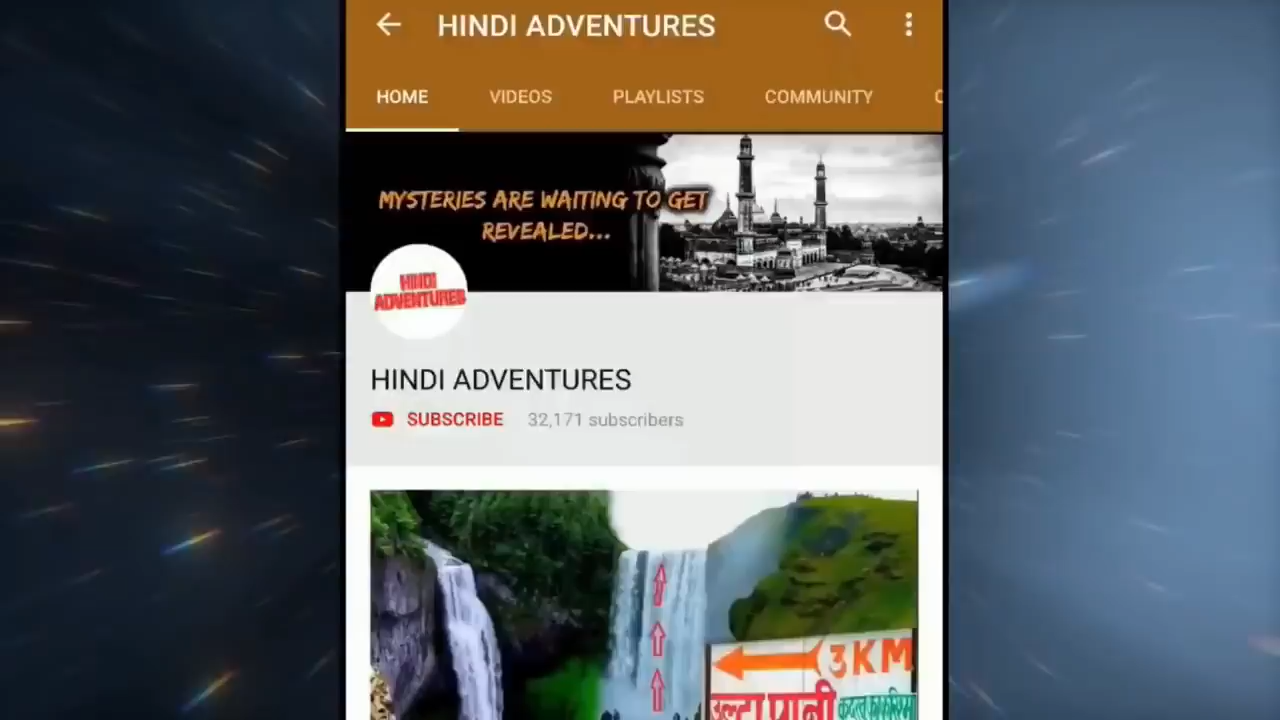 HINDI ADVENTURES
HOME VIDEOS PLAYLISTS COMMUNITY
MYSTERIES ARE WAITING TO GET
REVEALED...
HINDI
ADVENTURES
HINDI ADVENTURES
SUBSCRIBE 32,171 subscribers
3KM
उल्टा पानी